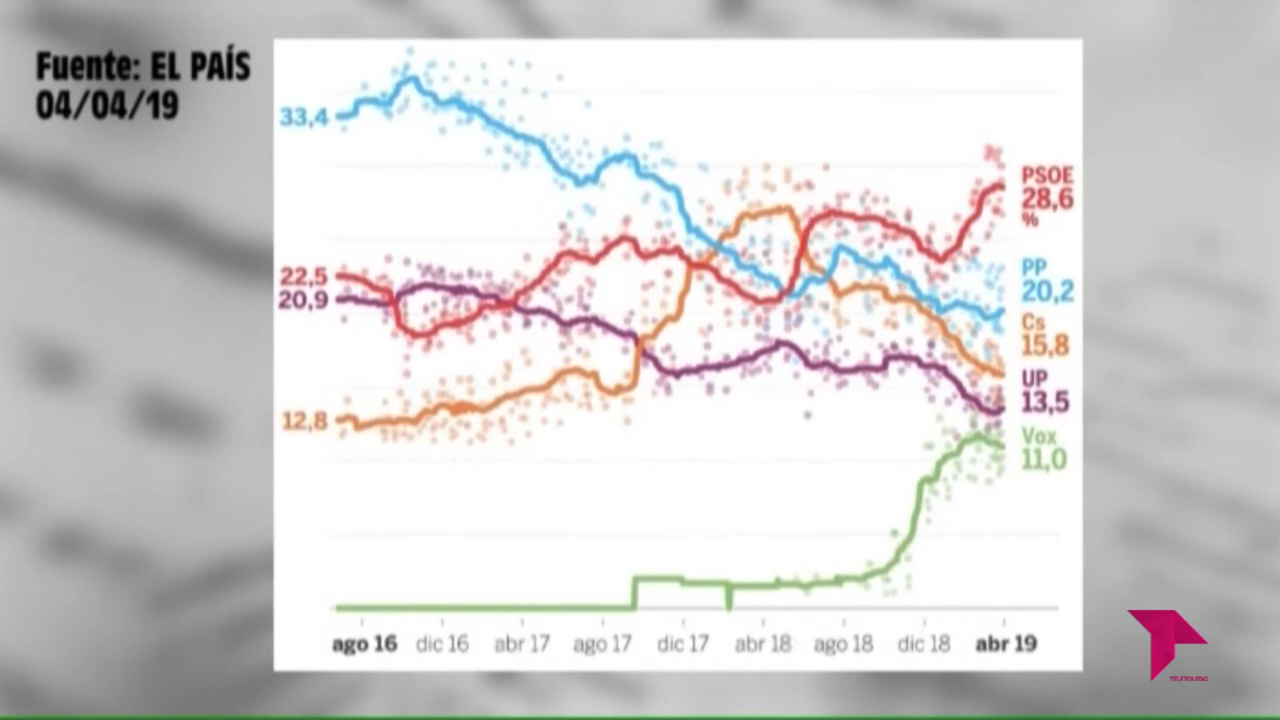 Fuente: EL PAÍS
04/04/19
33,4
22,5
20,9
12,8
PSOE
28,6
%
PP
20,2
Cs
15,8
UP
13,5
Vox
11,0
ago 16 dic 16 abr 17 ago 17 dic 17 abr 18 ago 18 dic 18 abr 19
TELETOLEDO